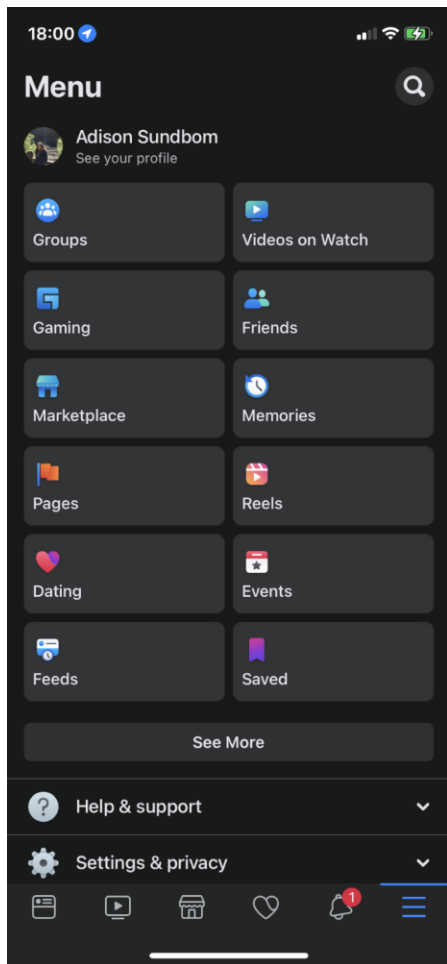 18:00
Menu
Adison Sundbom
See your profile
Groups
Videos on Watch
Gaming
Friends
Marketplace
Memories
Pages
Reels
Dating
Events
Feeds
Saved
See More
? Help & support
Settings & privacy
1